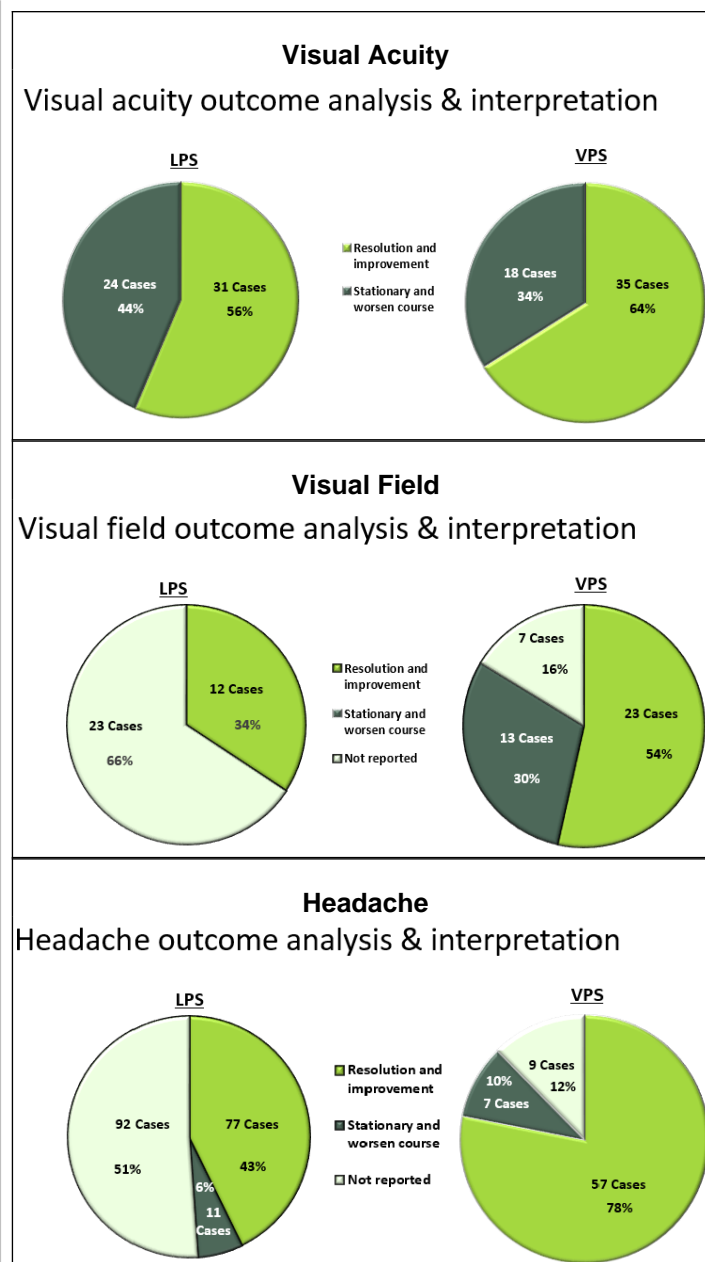 Visual Acuity
Visual acuity outcome analysis & interpretation
LPS
VPS
24 Cases
44%
31 Cases
56%
Resolution and
improvement
Stationary and
worsen course
18 Cases
34%
35 Cases
64%
Visual Field
Visual field outcome analysis & interpretation
LPS
VPS
23 Cases
66%
12 Cases
34%
Resolution and
improvement
Stationary and
worsen course
Not reported
7 Cases
16%
13 Cases
30%
23 Cases
54%
Headache
Headache outcome analysis & interpretation
LPS
VPS
92 Cases
51%
77 Cases
43%
6%
11
Cases
Resolution and
improvement
Stationary and
worsen course
Not reported
9 Cases
12%
10%
7 Cases
57 Cases
78%